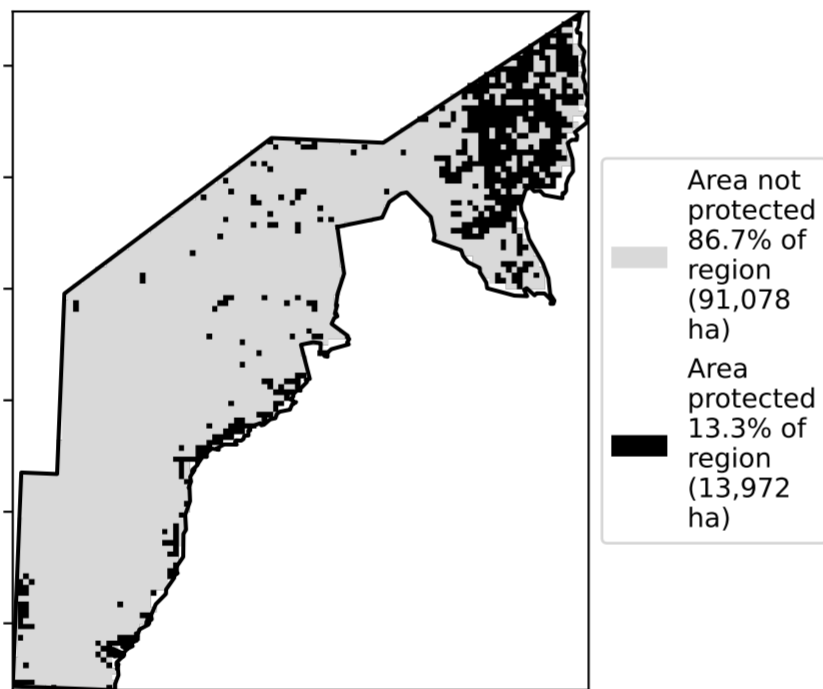 Area not
protected
86.7% of
region
(91,078
ha)
Area
protected
13.3% of
region
(13,972
ha)